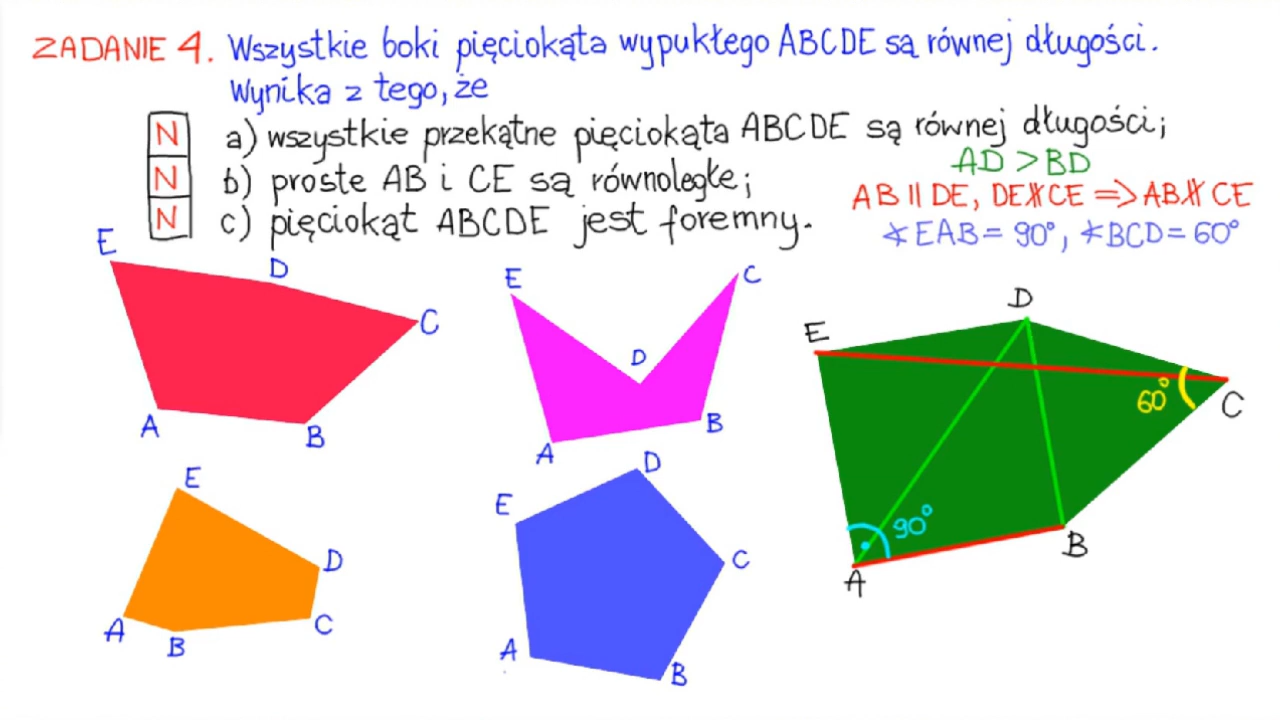 ZADANIE 4. Wszystkie boki pięciokąta wypukłego ABCDE są równej długości.
Wynika z tego, że
N a) wszystkie przekątne pięciokąta ABCDE są równej długości;
AD > BD
N b) proste AB i CE są równoległe;
AB || DE, DE ∦ CE => AB ∦ CE
N c) pięciokąt ABCDE jest foremny.
∢EAB = 90°, ∢BCD = 60°
E
D
C
A
B
E
C
D
A
B
D
E
60°
C
90°
B
A
E
D
A
B
C
D
E
C
A
B